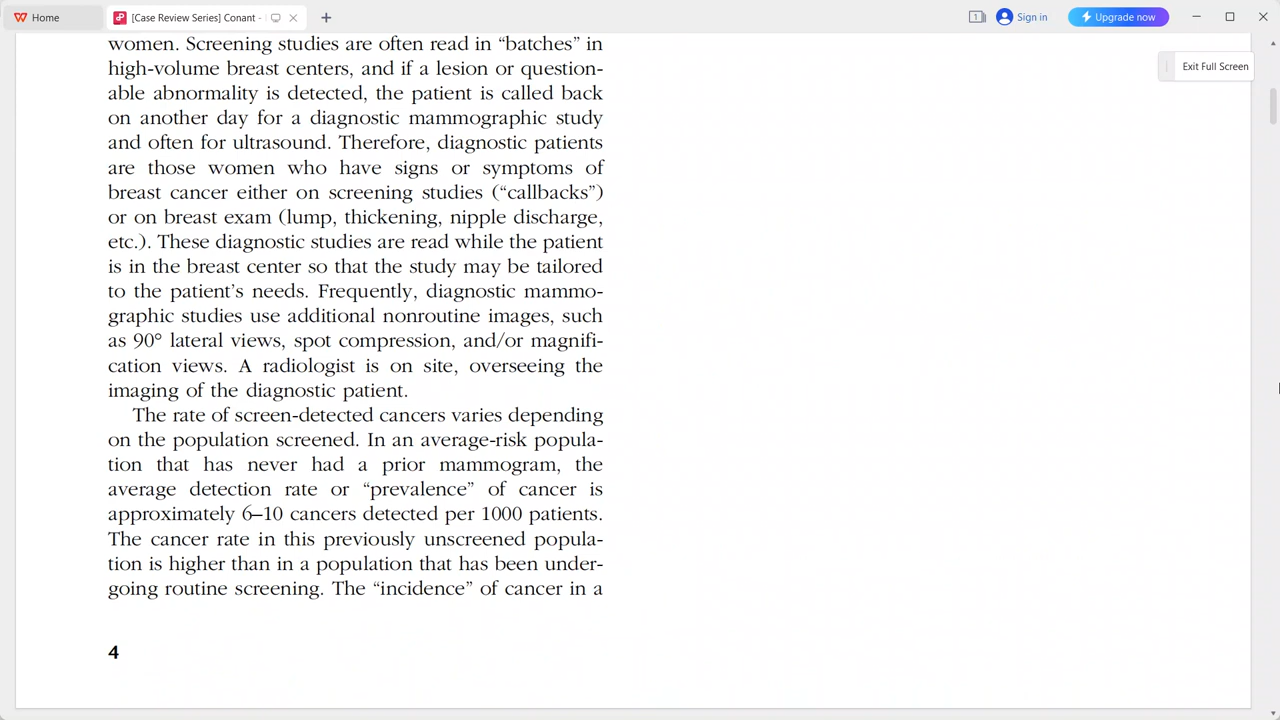 Home
[Case Review Series] Conant -
1
Sign in
Upgrade now
Exit Full Screen
women. Screening studies are often read in “batches” in
high-volume breast centers, and if a lesion or question-
able abnormality is detected, the patient is called back
on another day for a diagnostic mammographic study
and often for ultrasound. Therefore, diagnostic patients
are those women who have signs or symptoms of
breast cancer either on screening studies (“callbacks”)
or on breast exam (lump, thickening, nipple discharge,
etc.). These diagnostic studies are read while the patient
is in the breast center so that the study may be tailored
to the patient’s needs. Frequently, diagnostic mammo-
graphic studies use additional nonroutine images, such
as 90° lateral views, spot compression, and/or magnifi-
cation views. A radiologist is on site, overseeing the
imaging of the diagnostic patient.
The rate of screen-detected cancers varies depending
on the population screened. In an average-risk popula-
tion that has never had a prior mammogram, the
average detection rate or “prevalence” of cancer is
approximately 6–10 cancers detected per 1000 patients.
The cancer rate in this previously unscreened popula-
tion is higher than in a population that has been under-
going routine screening. The “incidence” of cancer in a
4